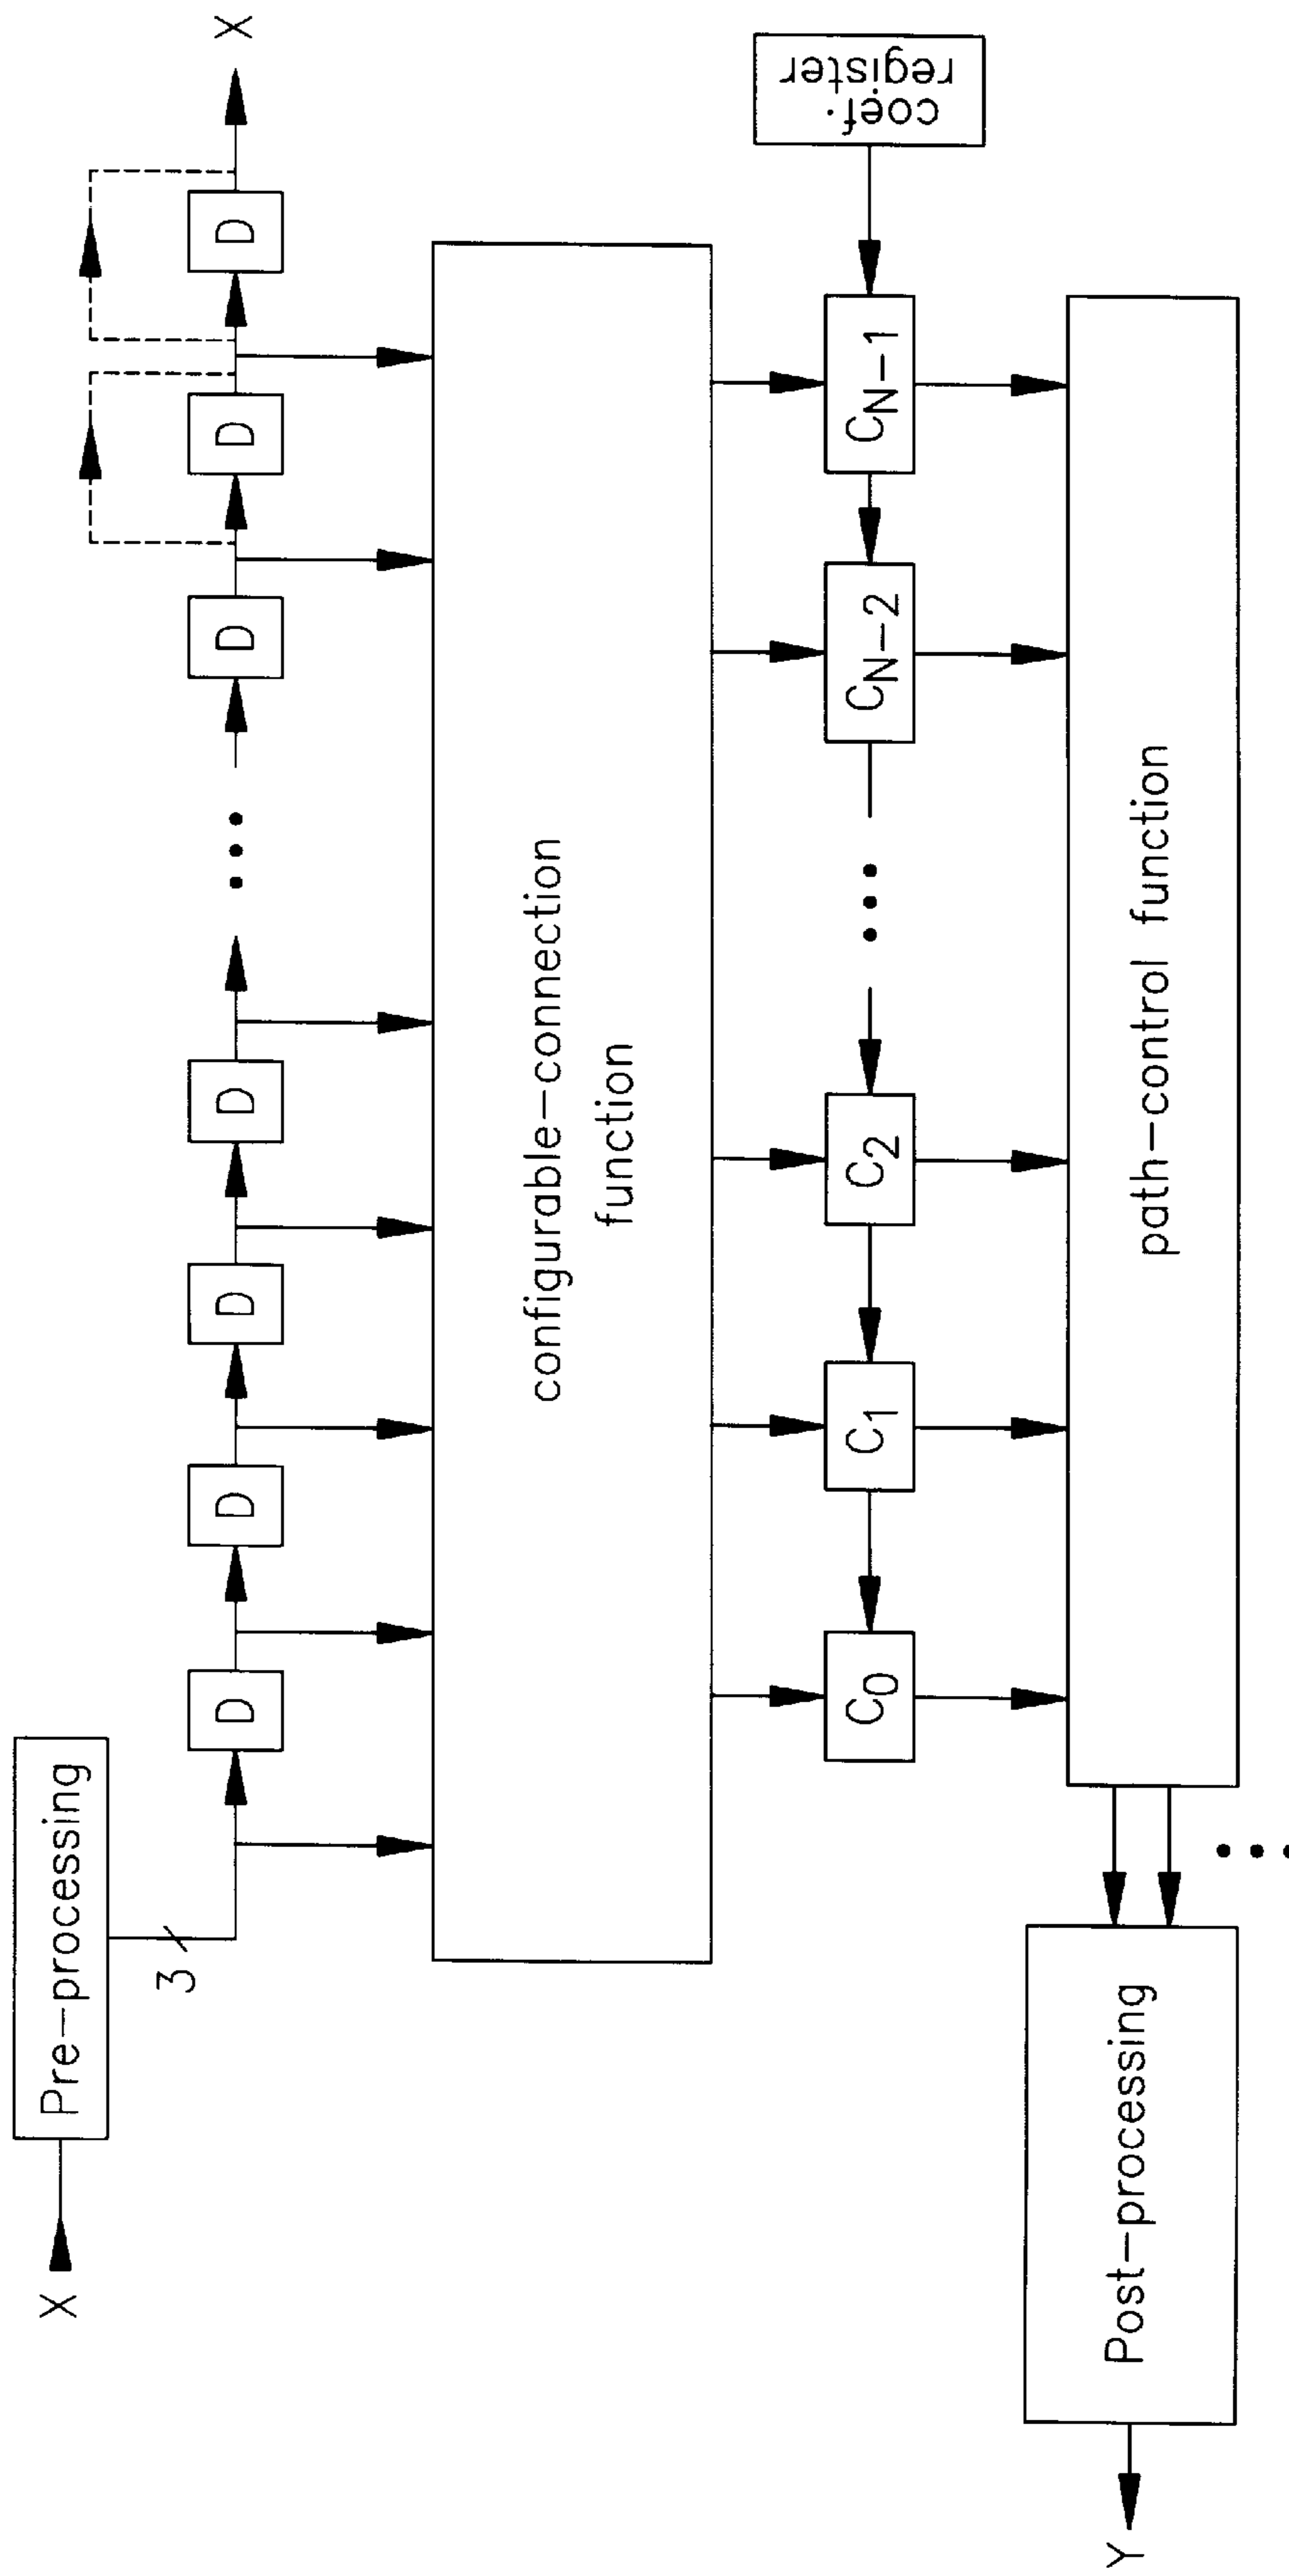 X
Pre-processing
3
D
D
D
D
D
D
D
X
configurable-connection
function
coef.
register
C0
C1
C2
CN-2
CN-1
path-control function
Post-processing
Y